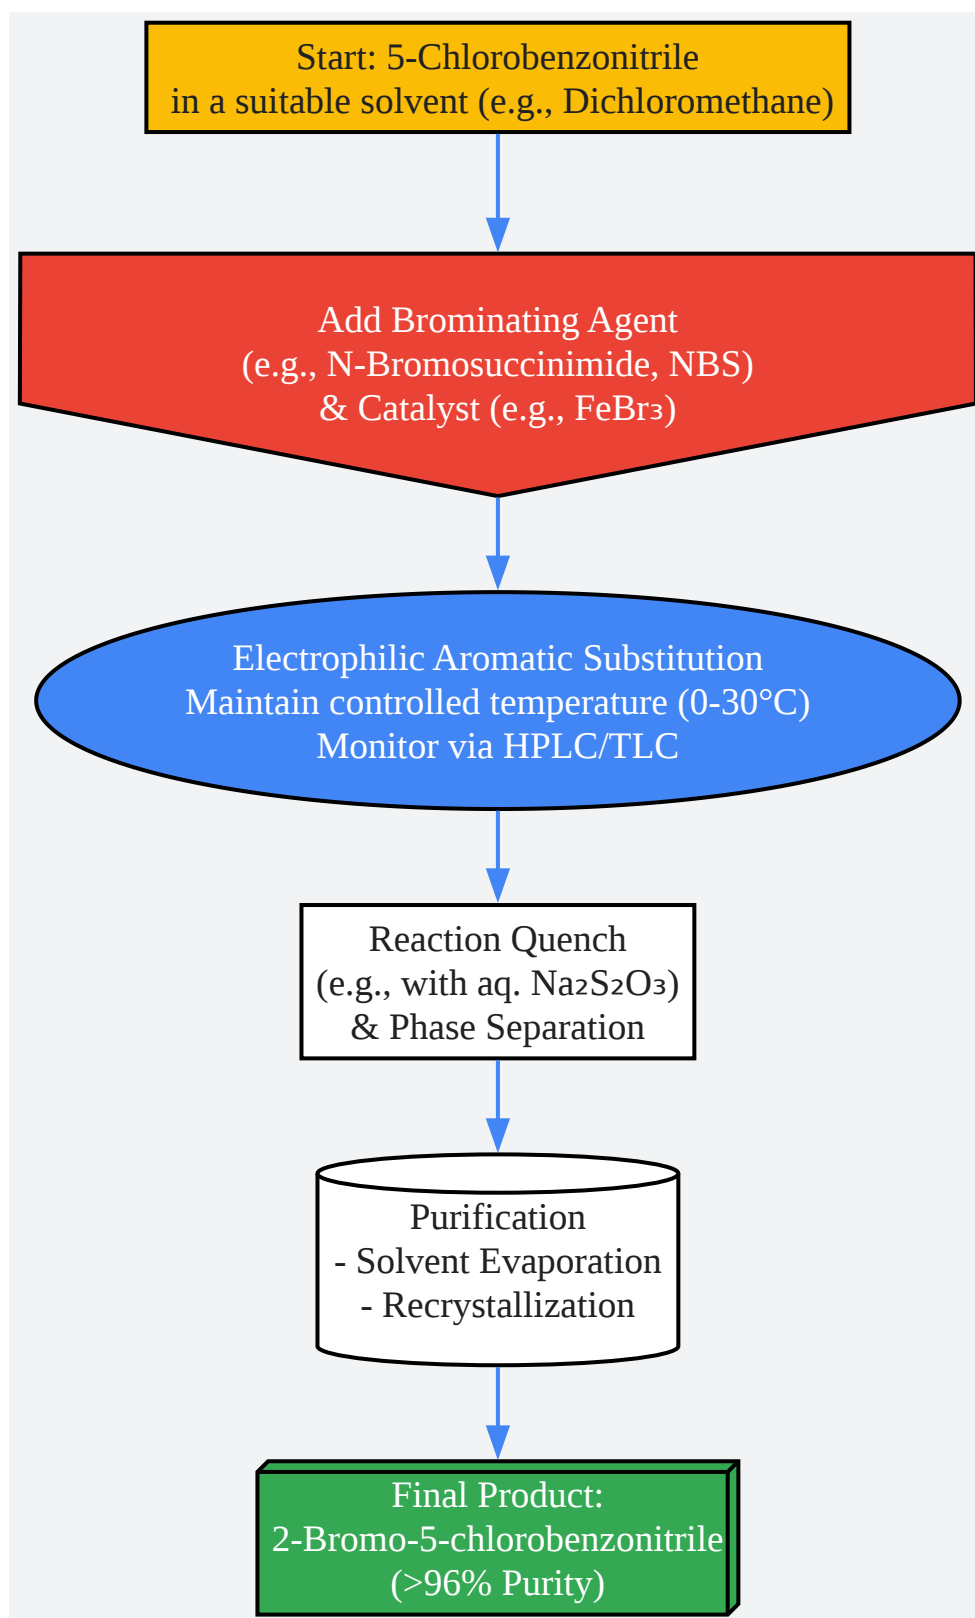 Start: 5-Chlorobenzonitrile
in a suitable solvent (e.g., Dichloromethane)
Add Brominating Agent
(e.g., N-Bromosuccinimide, NBS)
& Catalyst (e.g., FeBr₃)
Electrophilic Aromatic Substitution
Maintain controlled temperature (0-30°C)
Monitor via HPLC/TLC
Reaction Quench
(e.g., with aq. Na₂S₂O₃)
& Phase Separation
Purification
- Solvent Evaporation
- Recrystallization
Final Product:
2-Bromo-5-chlorobenzonitrile
(>96% Purity)